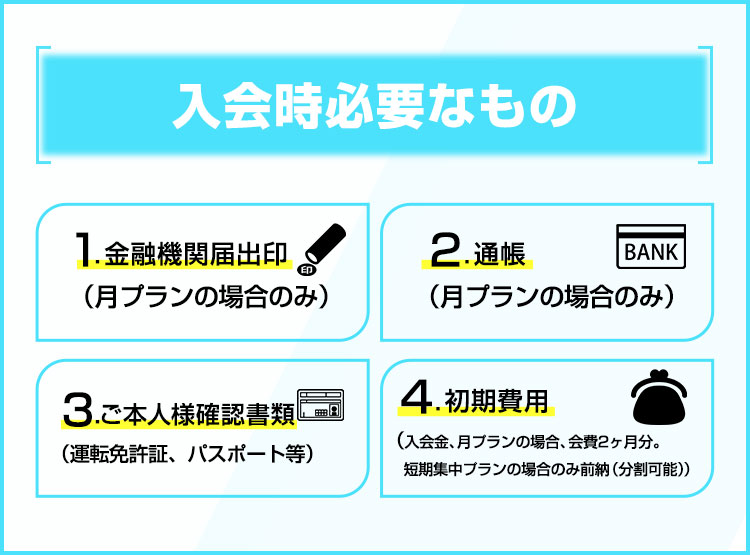 入会時必要なもの
1.金融機関届出印
印
（月プランの場合のみ）
2.通帳
BANK
（月プランの場合のみ）
3.ご本人様確認書類
（運転免許証、パスポート等）
4.初期費用
（入会金、月プランの場合、会費2ヶ月分。
短期集中プランの場合のみ前納（分割可能））